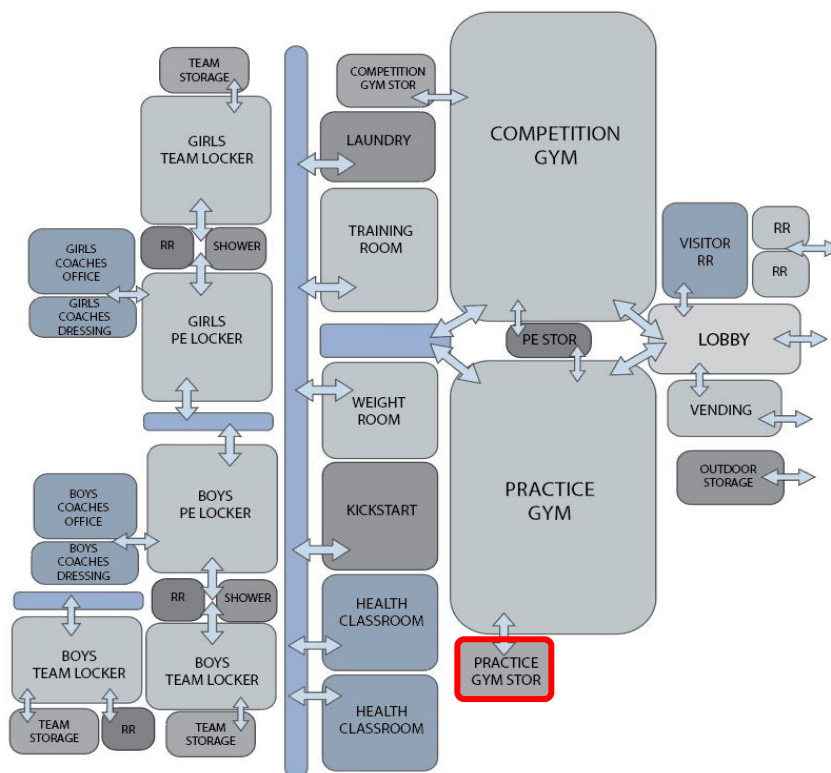 TEAM
STORAGE
GIRLS
TEAM LOCKER
RR
SHOWER
GIRLS
COACHES
OFFICE
GIRLS
COACHES
DRESSING
GIRLS
PE LOCKER
BOYS
PE LOCKER
BOYS
COACHES
OFFICE
BOYS
COACHES
DRESSING
RR
SHOWER
BOYS
TEAM LOCKER
BOYS
TEAM LOCKER
TEAM
STORAGE
RR
TEAM
STORAGE
COMPETITION
GYM STOR
LAUNDRY
TRAINING
ROOM
WEIGHT
ROOM
KICKSTART
HEALTH
CLASSROOM
HEALTH
CLASSROOM
COMPETITION
GYM
PE STOR
PRACTICE
GYM
PRACTICE
GYM STOR
VISITOR
RR
RR
RR
LOBBY
VENDING
OUTDOOR
STORAGE